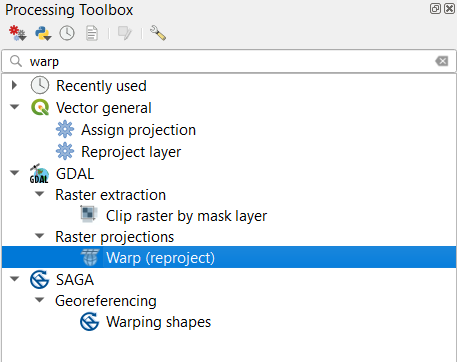 Processing Toolbox
warp
Recently used
Vector general
Assign projection
Reproject layer
GDAL
Raster extraction
Clip raster by mask layer
Raster projections
Warp (reproject)
SAGA
Georeferencing
Warping shapes